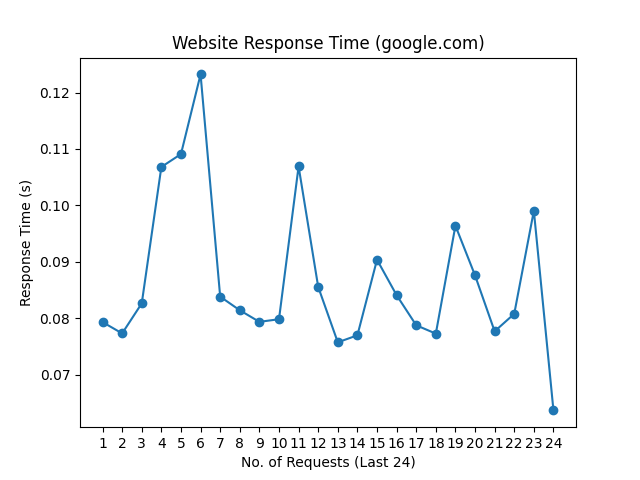 Website Response Time (google.com)
0.12
0.11
0.10
0.09
0.08
0.07
Response Time (s)
1 2 3 4 5 6 7 8 9 10 11 12 13 14 15 16 17 18 19 20 21 22 23 24
No. of Requests (Last 24)